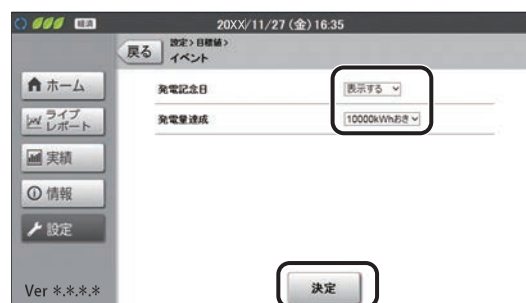 経済
20XX/11/27 (金) 16:35
戻る
設定>目標値>
イベント
ホーム
ライブ
レポート
実績
情報
設定
発電記念日
表示する
発電量達成
10000kWhおき
決定
Ver *.*.*.*